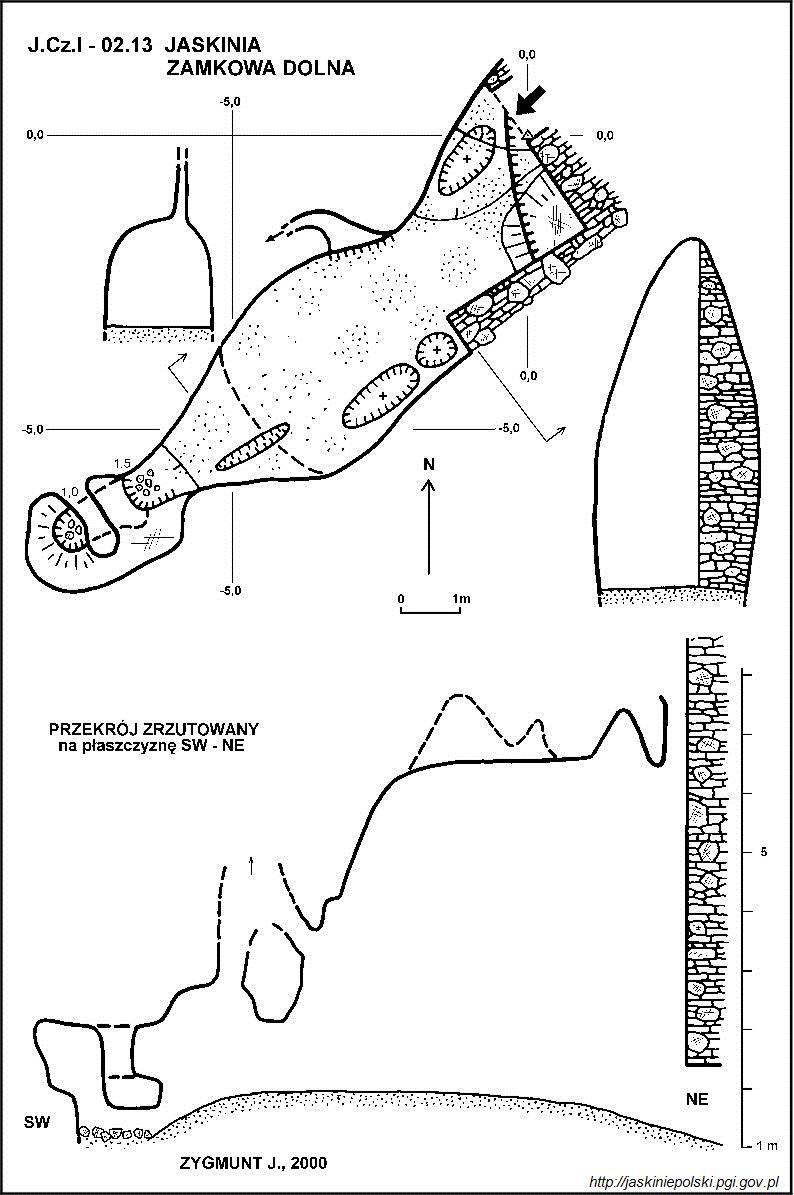 J.Cz.I - 02.13 JASKINIA
ZAMKOWA DOLNA
0,0
-5,0
0,0
0,0
0,0
-5,0
-5,0
1.5
1,0
-5,0
N
0 1m
PRZEKRÓJ ZRZUTOWANY
na płaszczyznę SW - NE
5
NE
SW
1 m
ZYGMUNT J., 2000
http://jaskiniepolski.pgi.gov.pl